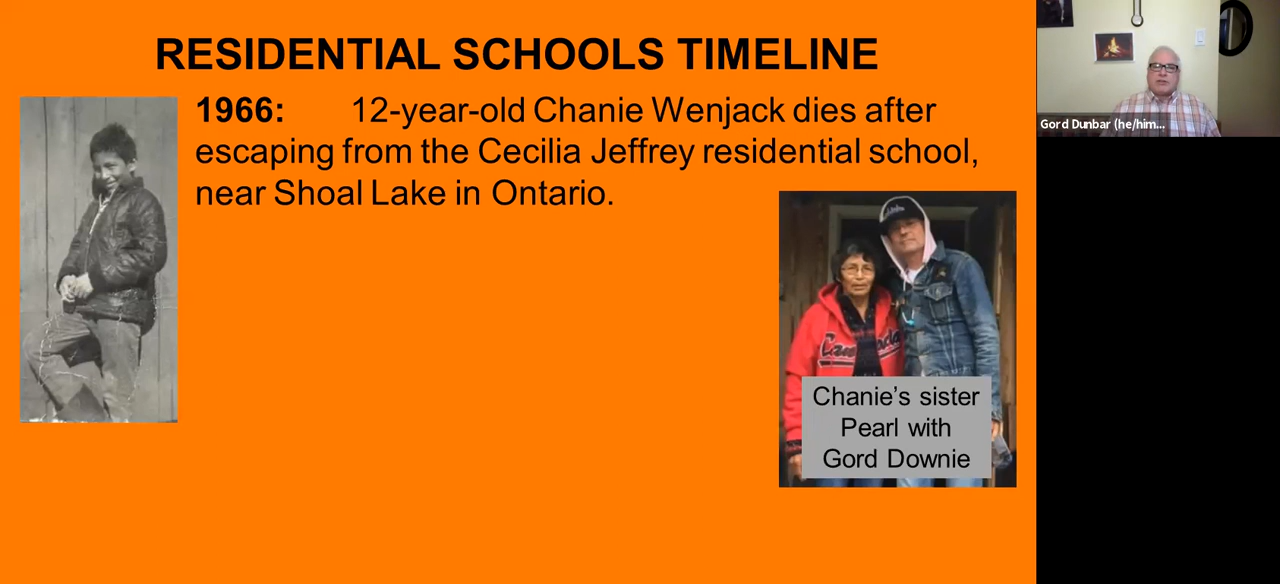 RESIDENTIAL SCHOOLS TIMELINE
1966: 12-year-old Chanie Wenjack dies after
escaping from the Cecilia Jeffrey residential school,
near Shoal Lake in Ontario.
Chanie's sister
Pearl with
Gord Downie
Gord Dunbar (he/him...